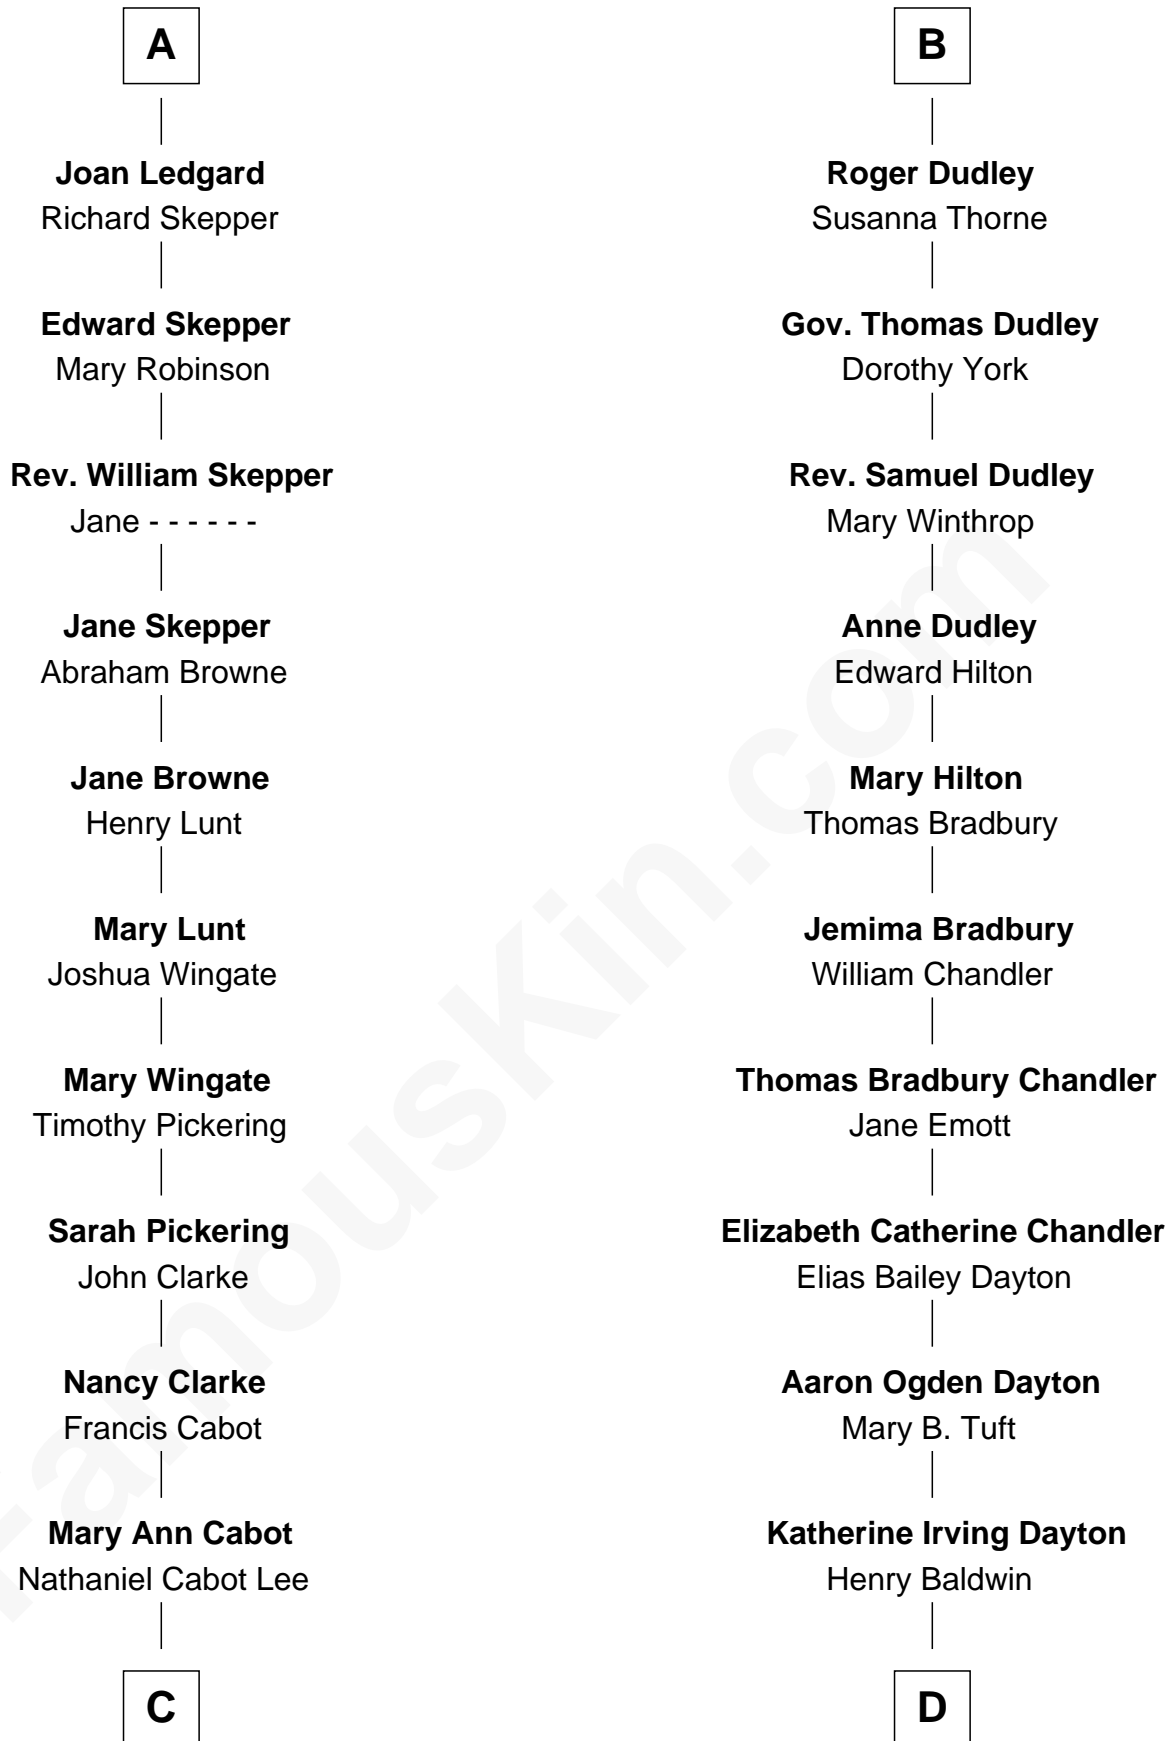 A
Joan Ledgard
Richard Skepper
Edward Skepper
Mary Robinson
Rev. William Skepper
Jane - - - - - -
Jane Skepper
Abraham Browne
Jane Browne
Henry Lunt
Mary Lunt
Joshua Wingate
Mary Wingate
Timothy Pickering
Sarah Pickering
John Clarke
Nancy Clarke
Francis Cabot
Mary Ann Cabot
Nathaniel Cabot Lee
C
B
Roger Dudley
Susanna Thorne
Gov. Thomas Dudley
Dorothy York
Rev. Samuel Dudley
Mary Winthrop
Anne Dudley
Edward Hilton
Mary Hilton
Thomas Bradbury
Jemima Bradbury
William Chandler
Thomas Bradbury Chandler
Jane Emott
Elizabeth Catherine Chandler
Elias Bailey Dayton
Aaron Ogden Dayton
Mary B. Tuft
Katherine Irving Dayton
Henry Baldwin
D
FamousKin.com